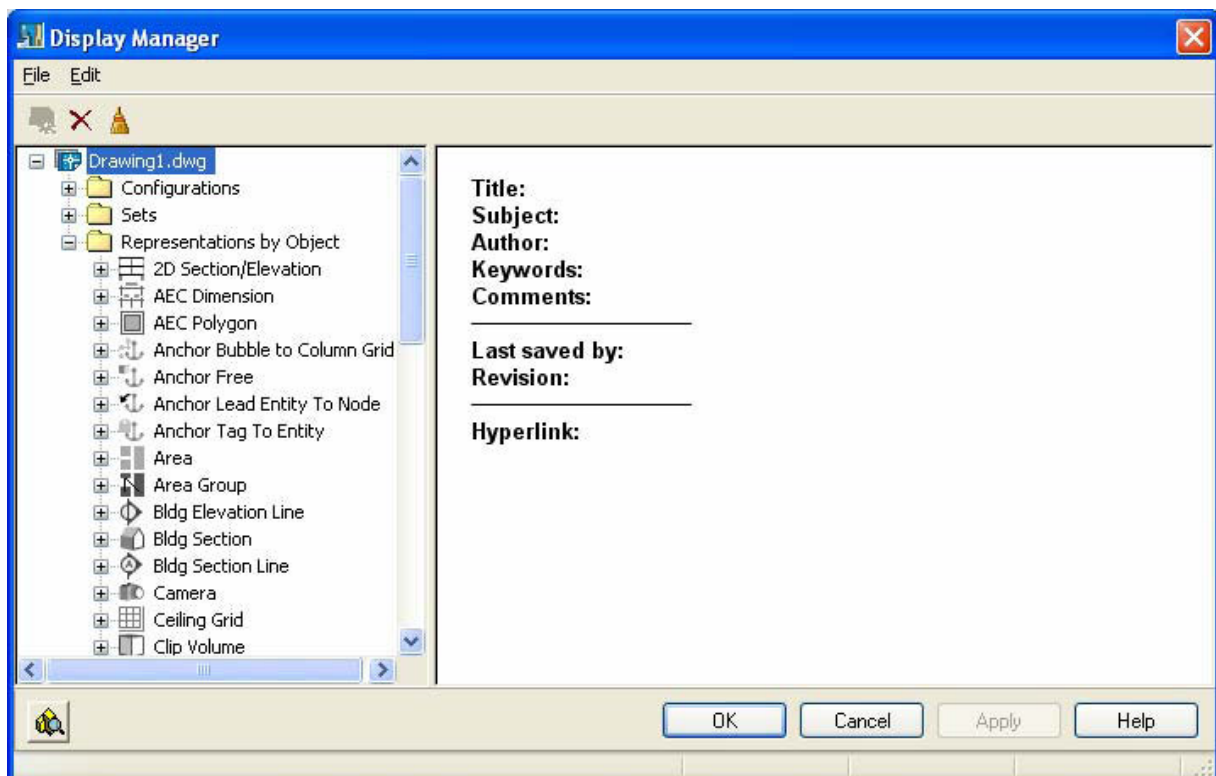 Display Manager
File Edit
Drawing1.dwg
Configurations
Sets
Representations by Object
2D Section/Elevation
AEC Dimension
AEC Polygon
Anchor Bubble to Column Grid
Anchor Free
Anchor Lead Entity To Node
Anchor Tag To Entity
Area
Area Group
Bldg Elevation Line
Bldg Section
Bldg Section Line
Camera
Ceiling Grid
Clip Volume
Title:
Subject:
Author:
Keywords:
Comments:
Last saved by:
Revision:
Hyperlink:
OK Cancel Apply Help